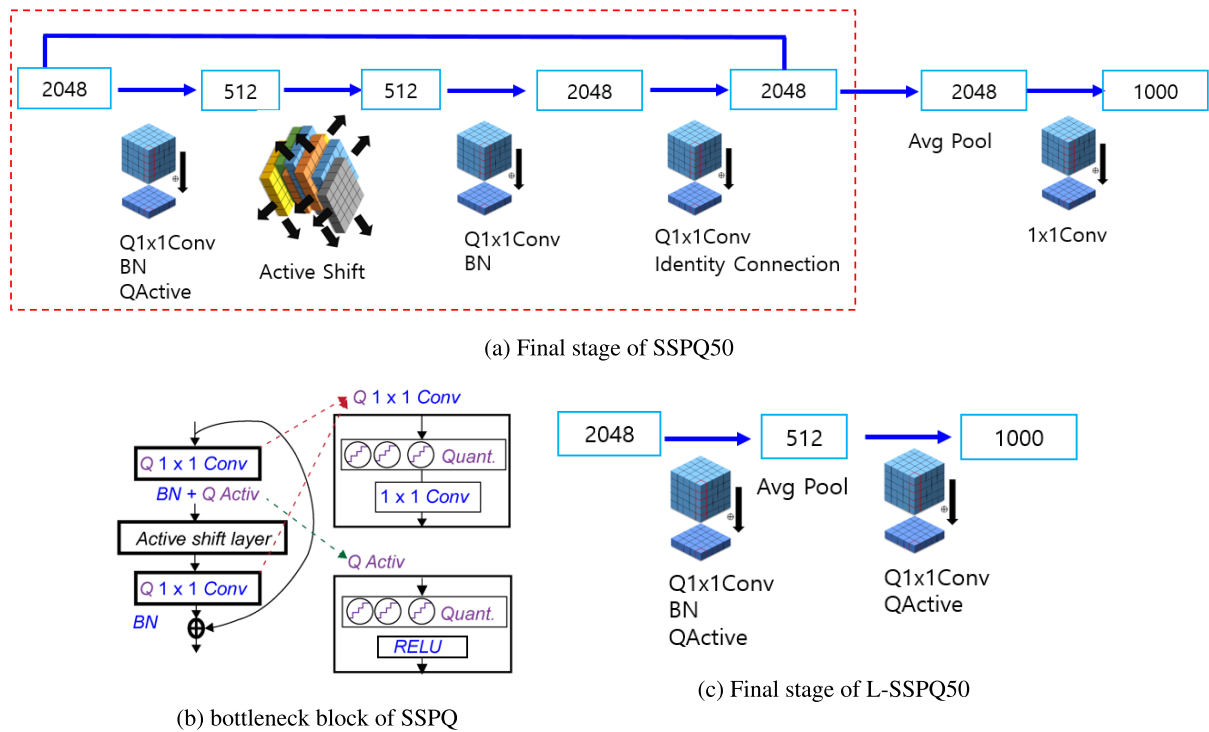 2048
512
512
2048
2048
2048
1000
Avg Pool
Q1x1Conv
BN
QActive
Active Shift
Q1x1Conv
BN
Q1x1Conv
Identity Connection
1x1Conv
(a) Final stage of SSPQ50
Q 1 x 1 Conv
BN + Q Activ
Active shift layer
Q 1 x 1 Conv
BN
Q 1 x 1 Conv
Quant.
1 x 1 Conv
Q Activ
Quant.
RELU
(b) bottleneck block of SSPQ
2048
512
1000
Avg Pool
Q1x1Conv
BN
QActive
Q1x1Conv
QActive
(c) Final stage of L-SSPQ50